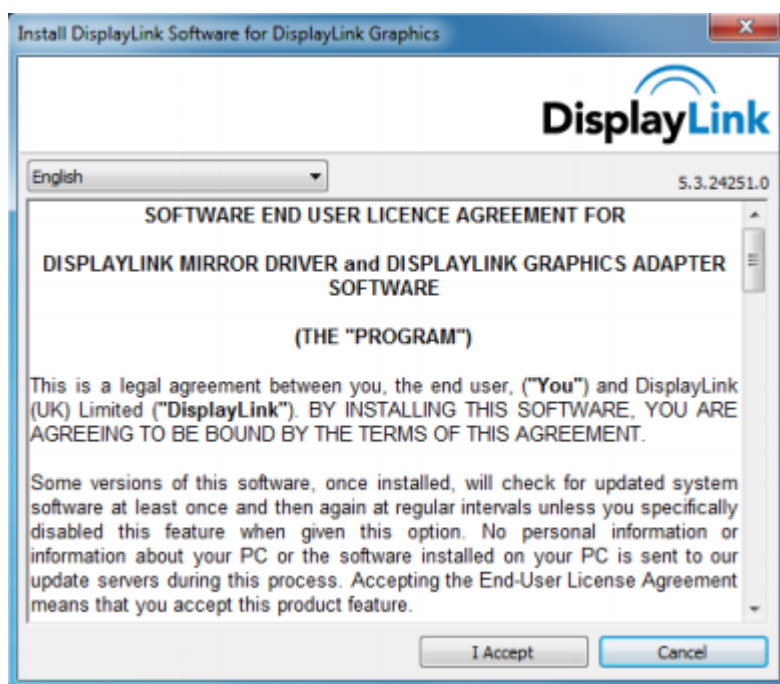 Install DisplayLink Software for DisplayLink Graphics
DisplayLink
English
5.3.24251.0
SOFTWARE END USER LICENCE AGREEMENT FOR
DISPLAYLINK MIRROR DRIVER and DISPLAYLINK GRAPHICS ADAPTER
SOFTWARE
(THE "PROGRAM")
This is a legal agreement between you, the end user, ("You") and DisplayLink
(UK) Limited ("DisplayLink"). BY INSTALLING THIS SOFTWARE, YOU ARE
AGREEING TO BE BOUND BY THE TERMS OF THIS AGREEMENT.
Some versions of this software, once installed, will check for updated system
software at least once and then again at regular intervals unless you specifically
disabled this feature when given this option. No personal information or
information about your PC or the software installed on your PC is sent to our
update servers during this process. Accepting the End-User License Agreement
means that you accept this product feature.
I Accept
Cancel